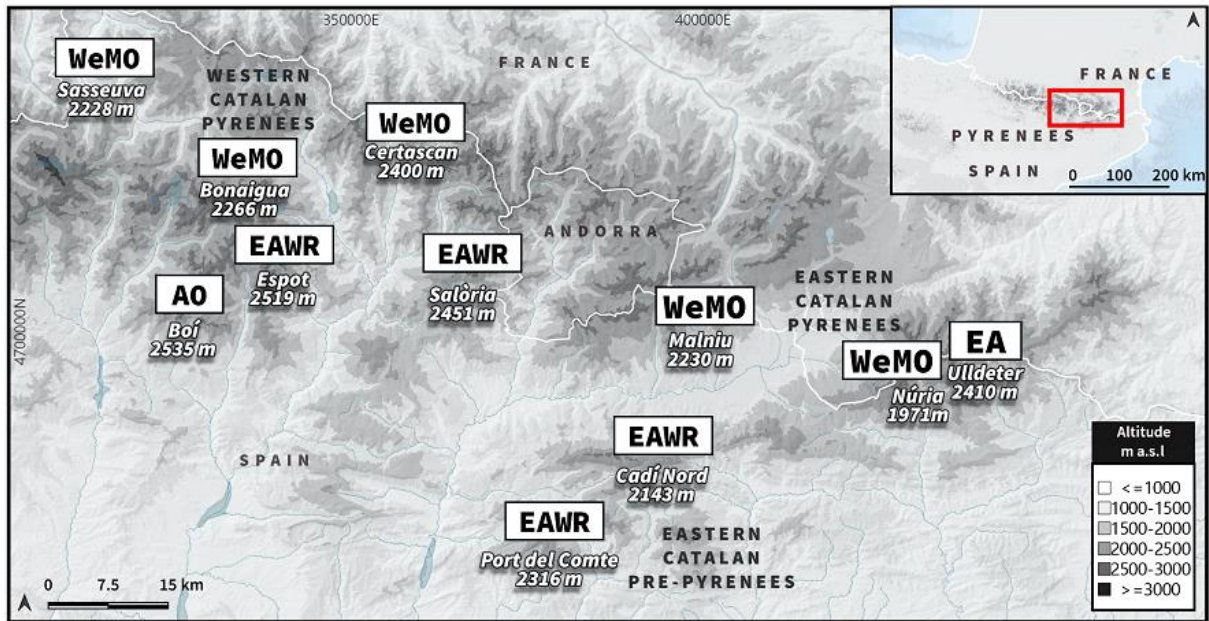 350000E
400000E
4700000N
WeMO
Sasseuva
2228 m
WESTERN
CATALAN
PYRENEES
FRANCE
WeMO
Certascan
2400 m
WeMO
Bonaigua
2266 m
ANDORRA
EAWR
Espot
2519 m
EAWR
Salòria
2451 m
AO
Boí
2535 m
WeMO
Malniu
2230 m
EASTERN
CATALAN
PYRENEES
WeMO
Núria
1971m
EA
Ulldeter
2410 m
EAWR
Cadí Nord
2143 m
SPAIN
EAWR
Port del Comte
2316 m
EASTERN
CATALAN
PRE-PYRENEES
0 7.5 15 km
FRANCE
PYRENEES
SPAIN
0 100 200 km
Altitude
m a.s.l
<=1000
1000-1500
1500-2000
2000-2500
2500-3000
>=3000